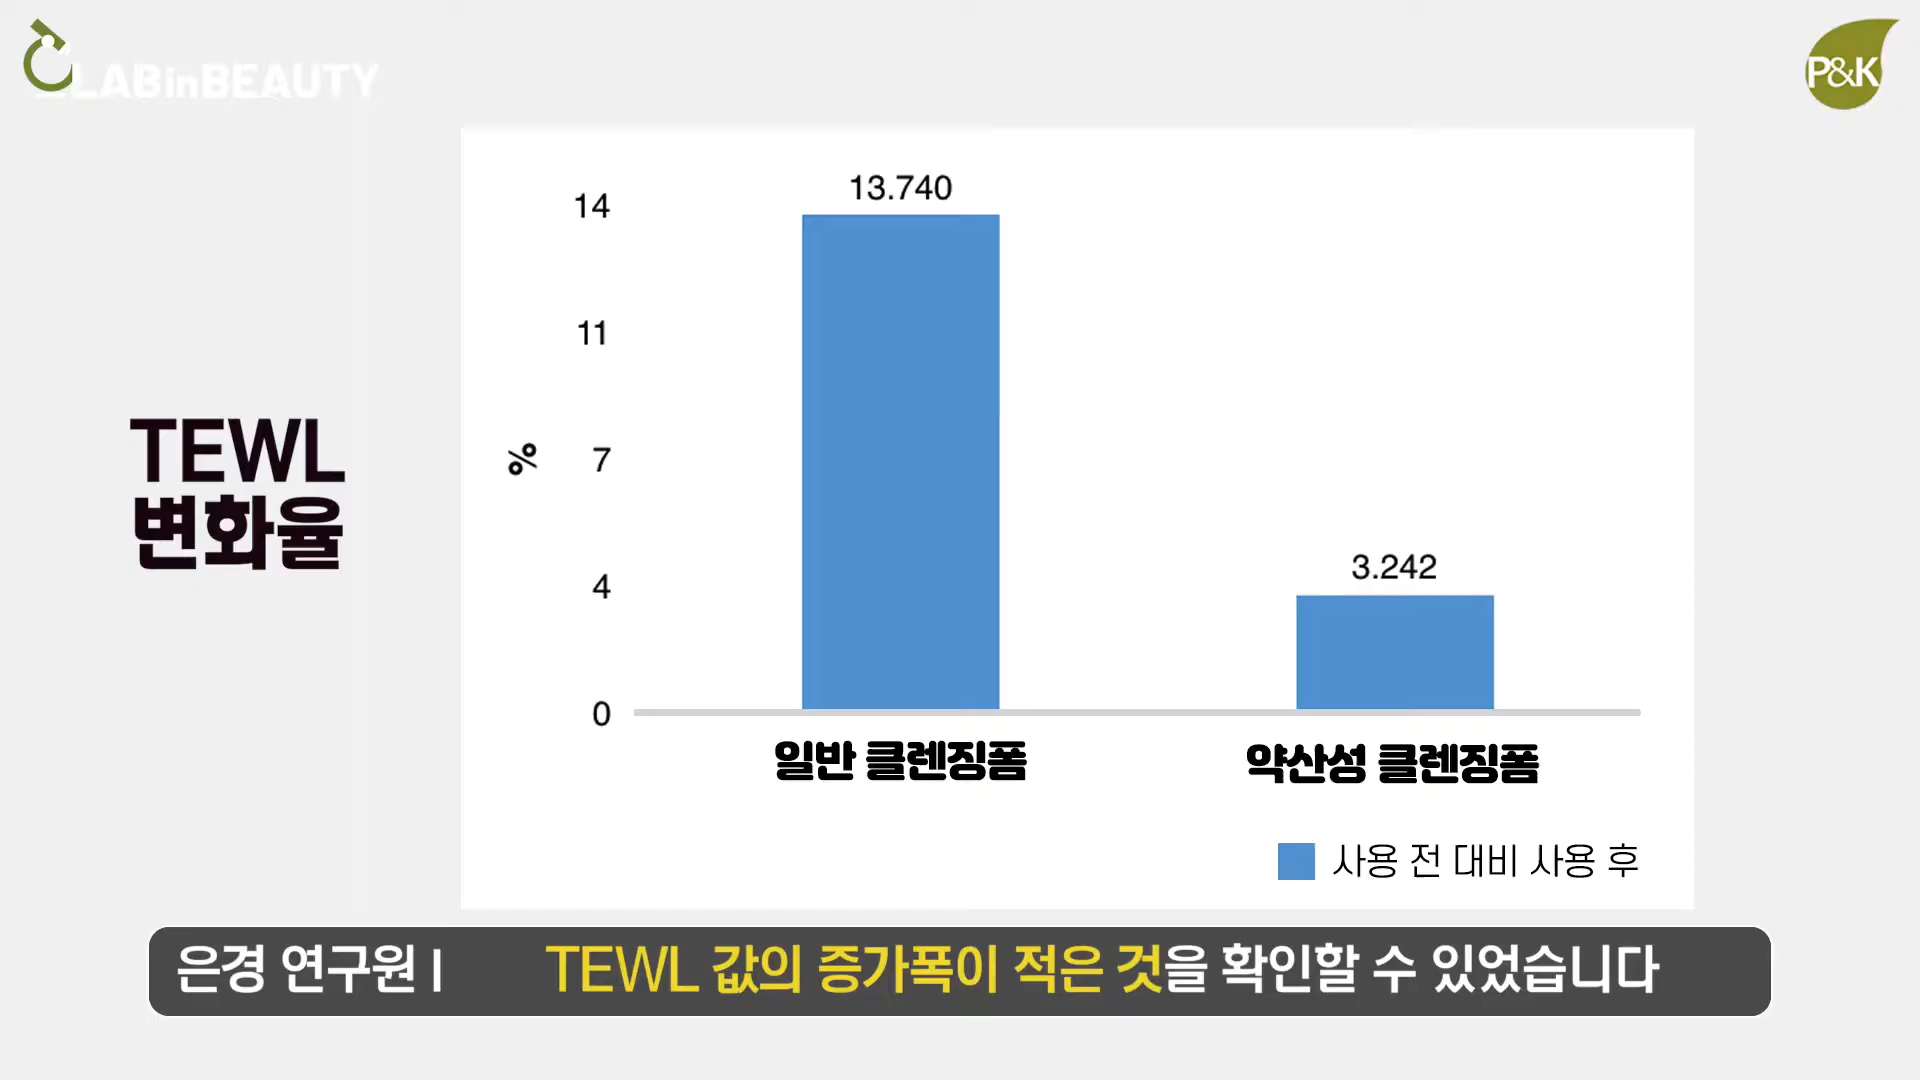 LABinBEAUTY
P&K
TEWL
변화율
%
14
11
7
4
0
13.740
3.242
일반 클렌징폼
약산성 클렌징폼
사용 전 대비 사용 후
은경 연구원 | TEWL 값의 증가폭이 적은 것을 확인할 수 있었습니다